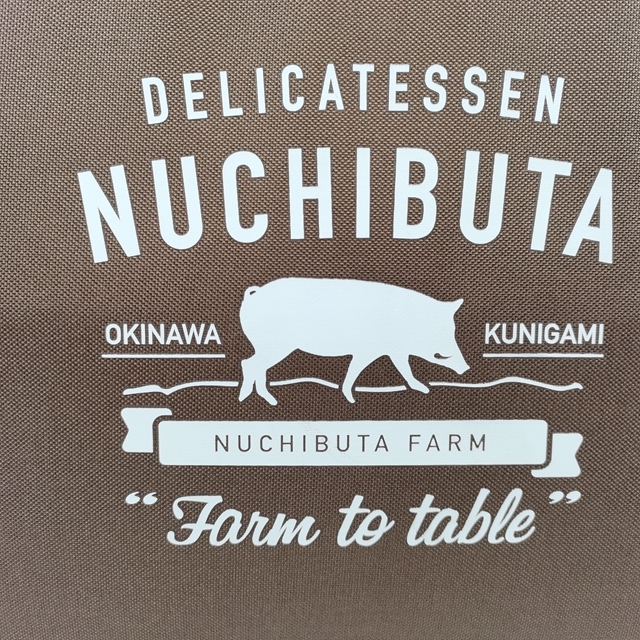 DELICATESSEN
NUCHIBUTA
OKINAWA KUNIGAMI
NUCHIBUTA FARM
“Farm to table”